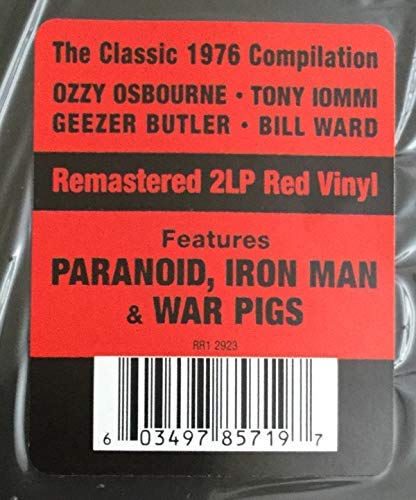 The Classic 1976 Compilation
OZZY OSBOURNE • TONY IOMMI
GEEZER BUTLER • BILL WARD
Remastered 2LP Red Vinyl
Features
PARANOID, IRON MAN
& WAR PIGS
RR1 2923
6 03497 85719 7